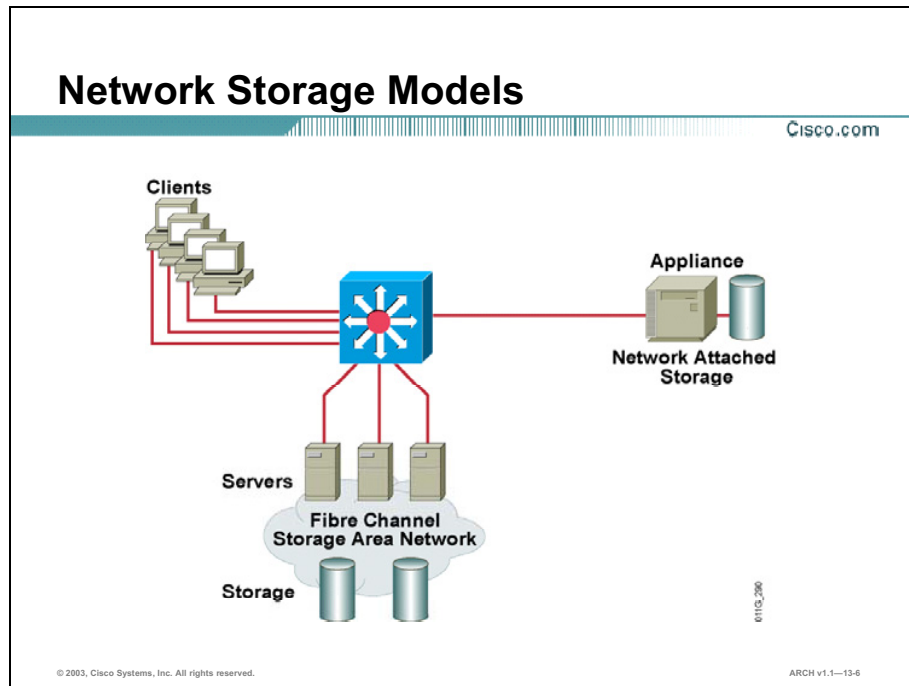 Network Storage Models
Cisco.com
Clients
Appliance
Network Attached
Storage
Servers
Fibre Channel
Storage Area Network
Storage
I011G_290
© 2003, Cisco Systems, Inc. All rights reserved.
ARCH v1.1—13-6